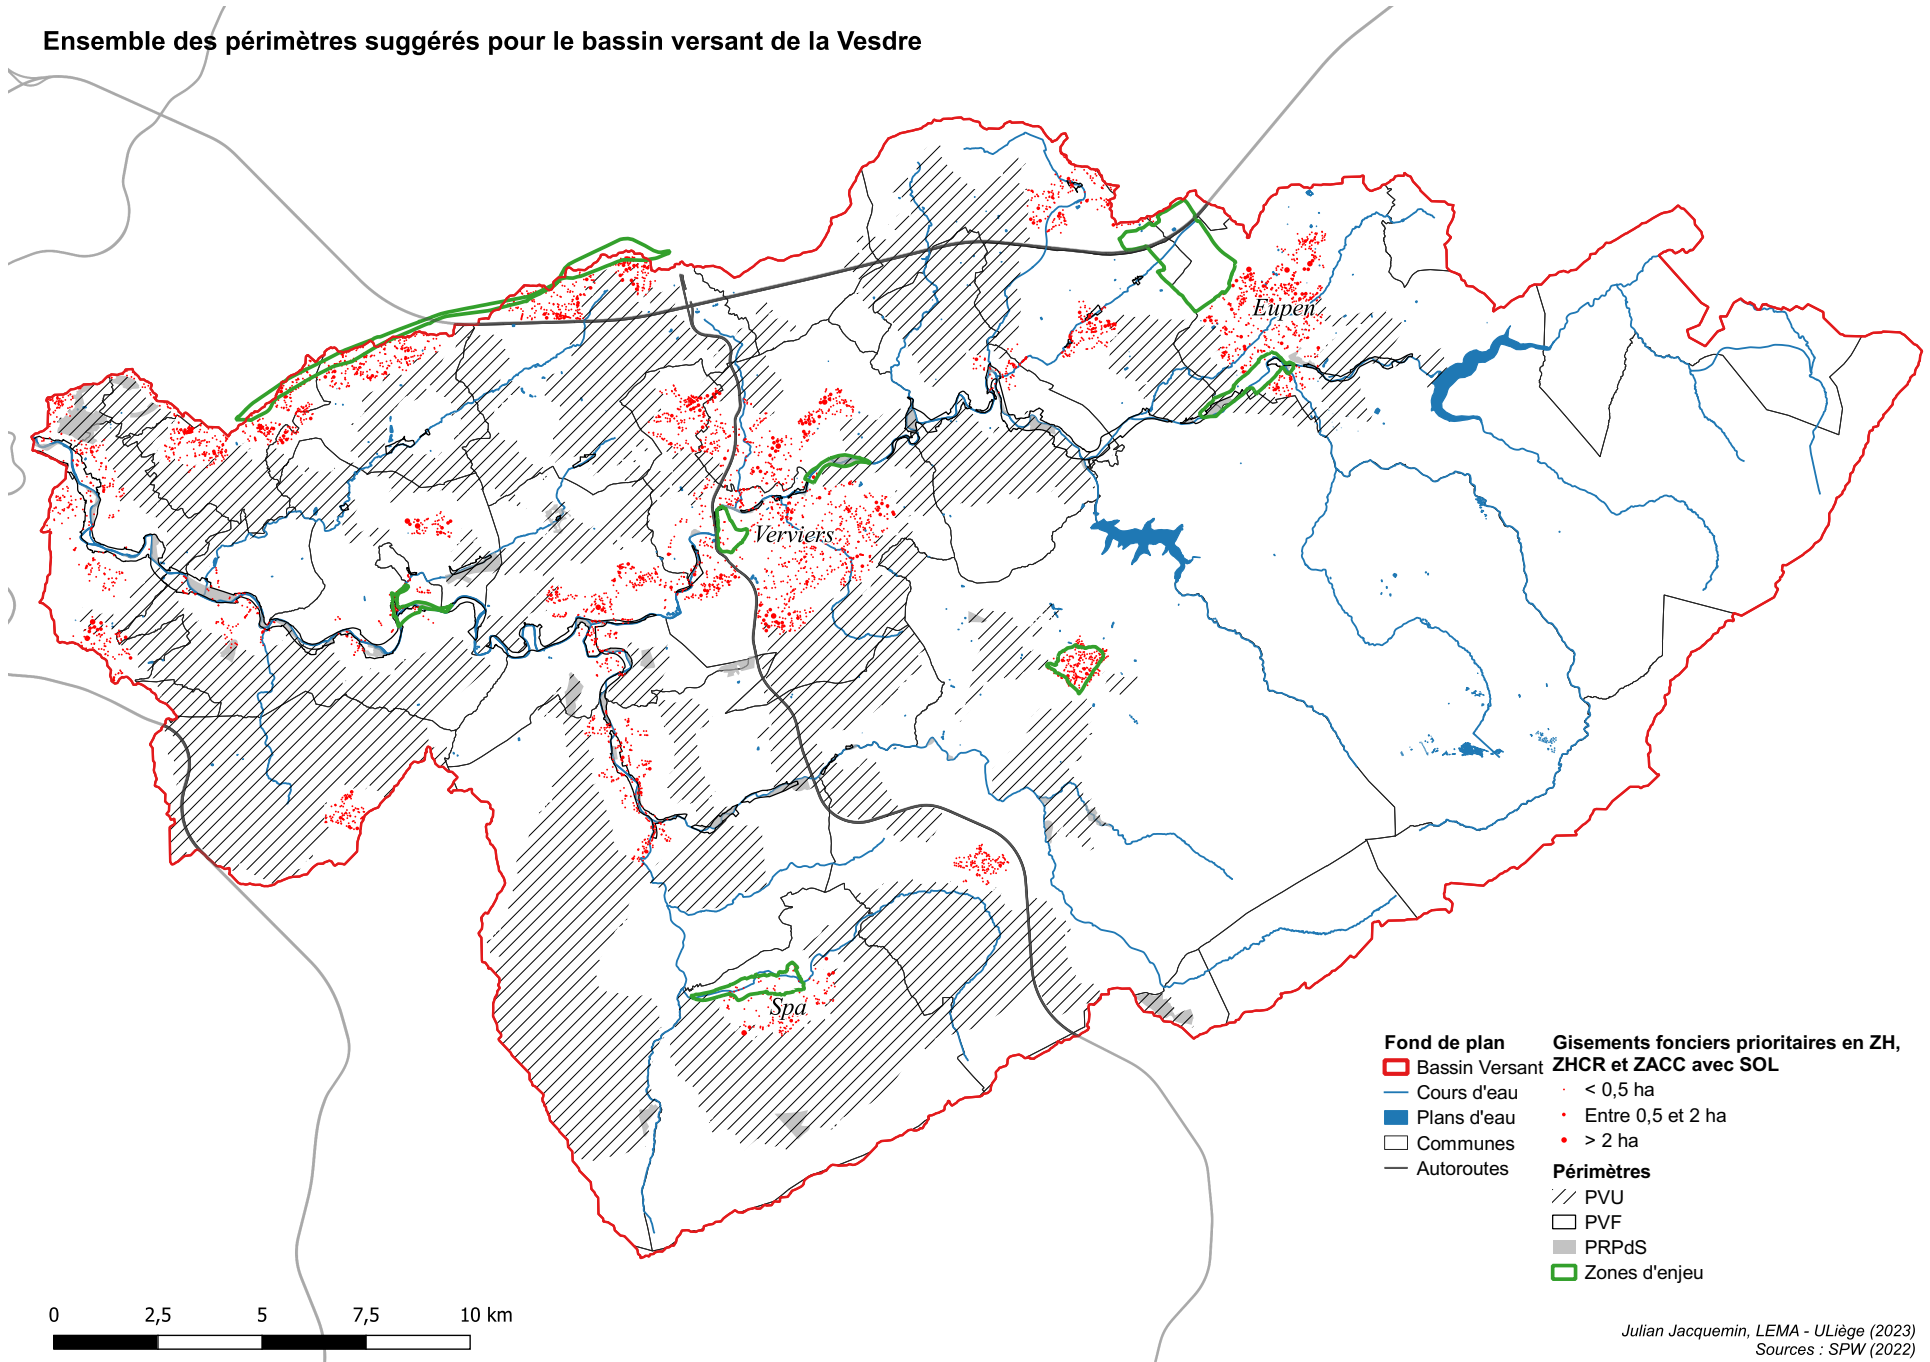 Ensemble des périmètres suggérés pour le bassin versant de la Vesdre
Eupen
Verviers
Spa
Fond de plan
Bassin Versant
Cours d'eau
Plans d'eau
Communes
Autoroutes
Gisements fonciers prioritaires en ZH,
ZHCR et ZACC avec SOL
< 0,5 ha
Entre 0,5 et 2 ha
> 2 ha
Périmètres
PVU
PVF
PRPdS
Zones d'enjeu
0 2,5 5 7,5 10 km
Julian Jacquemin, LEMA - ULiège (2023)
Sources : SPW (2022)